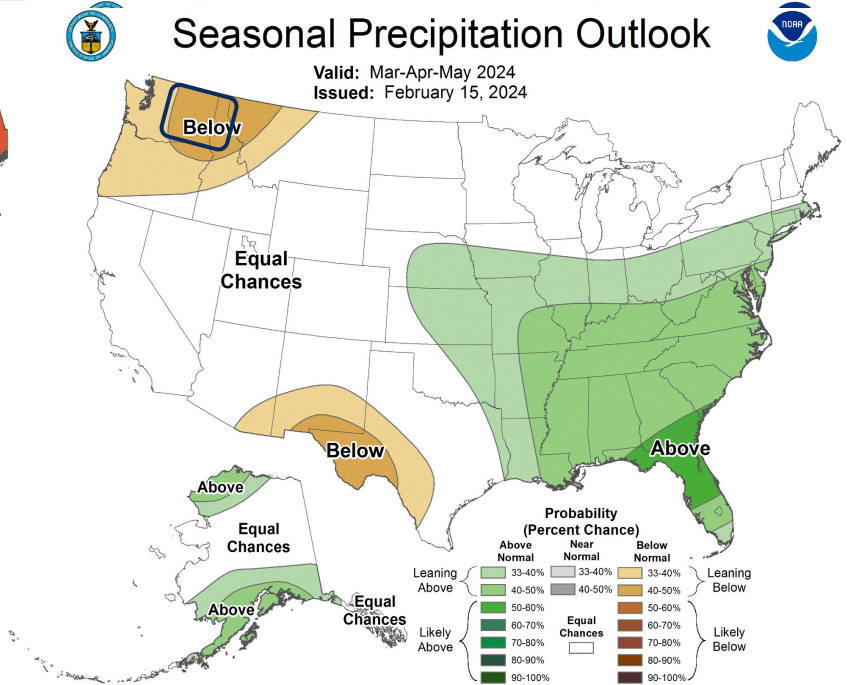 Seasonal Precipitation Outlook
NOAA
Valid: Mar-Apr-May 2024
Issued: February 15, 2024
Below
Equal
Chances
Below
Above
Above
Equal
Chances
Above
Equal
Chances
Probability
(Percent Chance)
Above
Normal
Near
Normal
Below
Normal
Leaning
Above
33-40%
33-40%
33-40%
Leaning
Below
40-50%
40-50%
40-50%
Likely
Above
50-60%
60-70%
70-80%
80-90%
90-100%
Equal
Chances
50-60%
60-70%
70-80%
80-90%
90-100%
Likely
Below